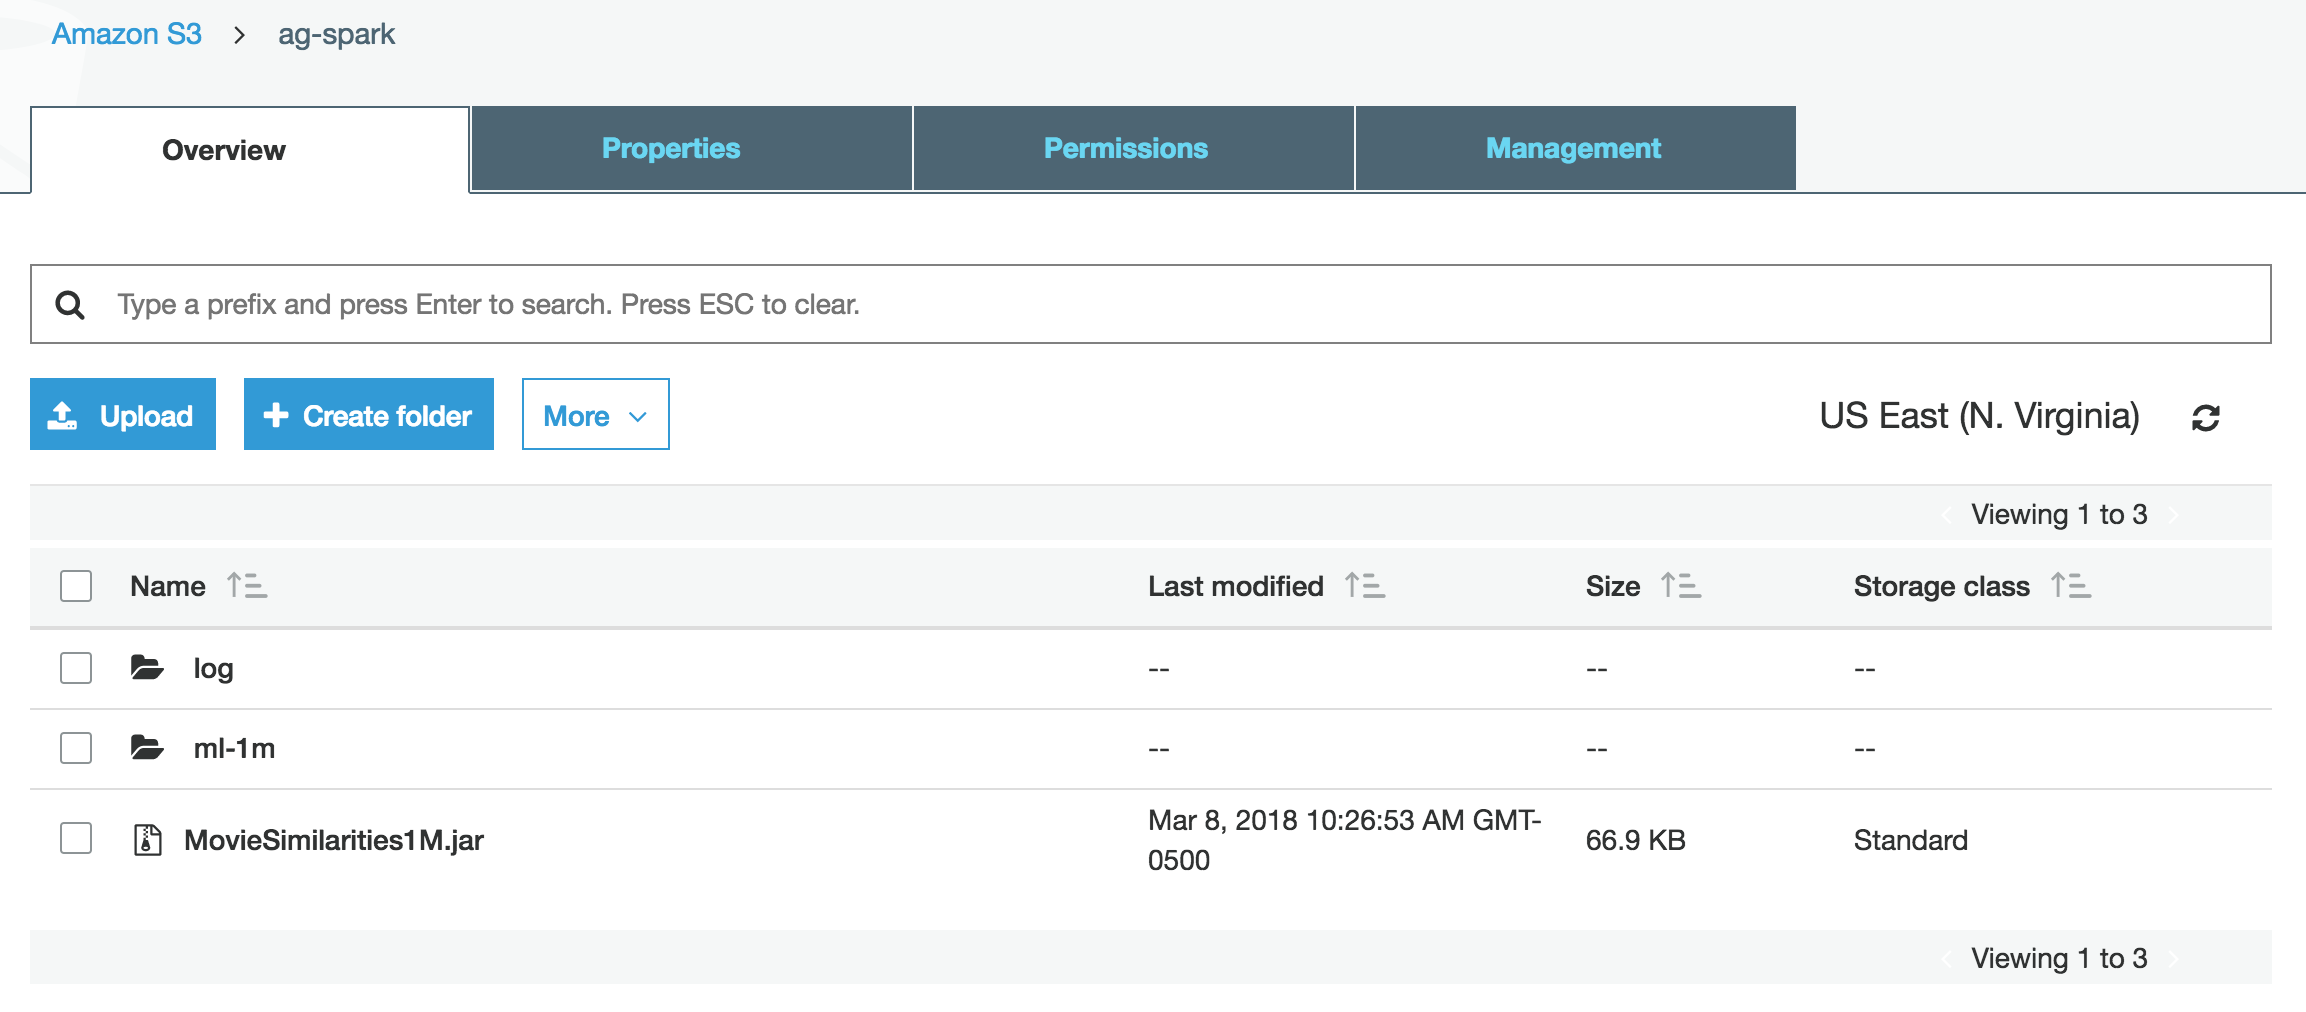 Amazon S3 > ag-spark
Overview Properties Permissions Management
Type a prefix and press Enter to search. Press ESC to clear.
Upload Create folder More US East (N. Virginia)
Viewing 1 to 3
Name Last modified Size Storage class
log -- -- --
ml-1m -- -- --
MovieSimilarities1M.jar Mar 8, 2018 10:26:53 AM GMT-
0500 66.9 KB Standard
Viewing 1 to 3